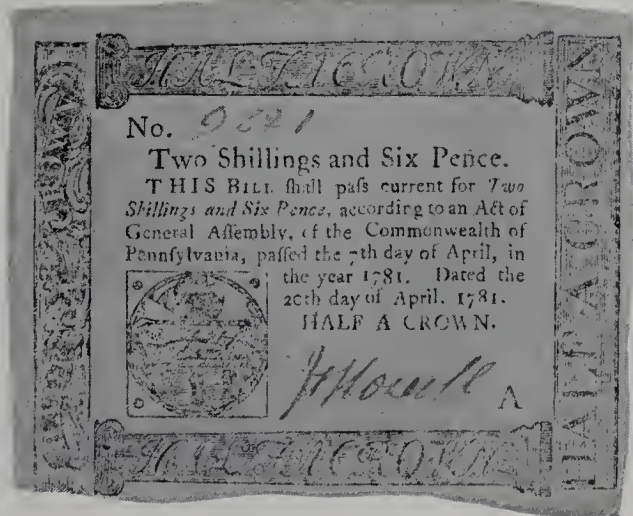 HALF A CROWN
No. 9241
Two Shillings and Six Pence.
THIS BILL ſhall paſs current for Two
Shillings and Six Pence, according to an Act of
General Aſſembly, of the Commonwealth of
Pennſylvania, paſſed the 7th day of April, in
the year 1781. Dated the
20th day of April. 1781.
HALF A CROWN.
Howell
A
HALF A CROWN
HALF A CROWN